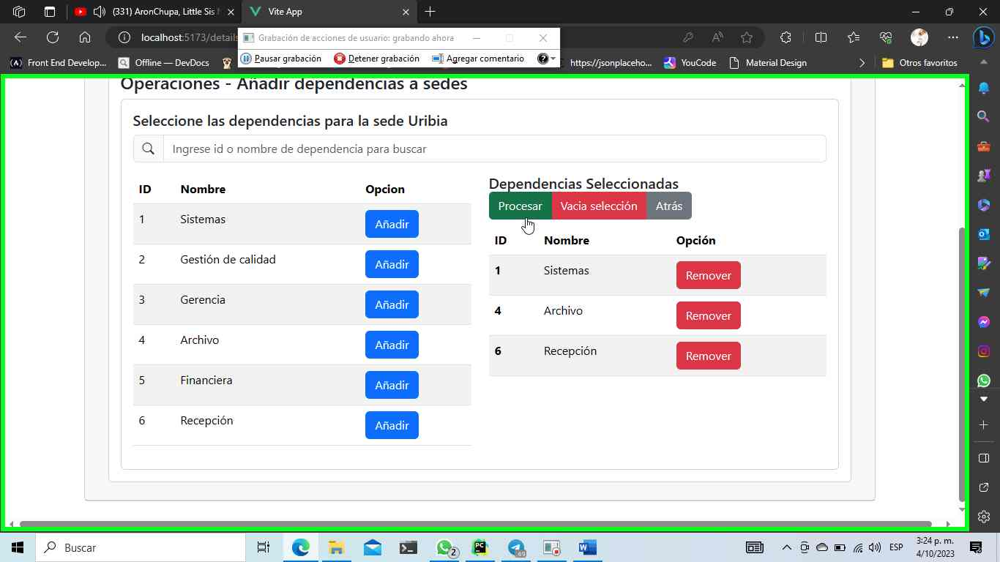 (331) AronChupa, Little Sis
Vite App
localhost:5173/details
Grabación de acciones de usuario: grabando ahora
Pausar grabación
Detener grabación
Agregar comentario
Front End Develop...
Offline — DevDocs
https://jsonplaceho...
YouCode
Material Design
Otros favoritos
Operaciones - Añadir dependencias a sedes
Seleccione las dependencias para la sede Uribia
Ingrese id o nombre de dependencia para buscar
ID Nombre Opcion
1 Sistemas Añadir
2 Gestión de calidad Añadir
3 Gerencia Añadir
4 Archivo Añadir
5 Financiera Añadir
6 Recepción Añadir
Dependencias Seleccionadas
Procesar Vacia selección Atrás
ID Nombre Opción
1 Sistemas Remover
4 Archivo Remover
6 Recepción Remover
Buscar
2
ESP
3:24 p. m.
4/10/2023